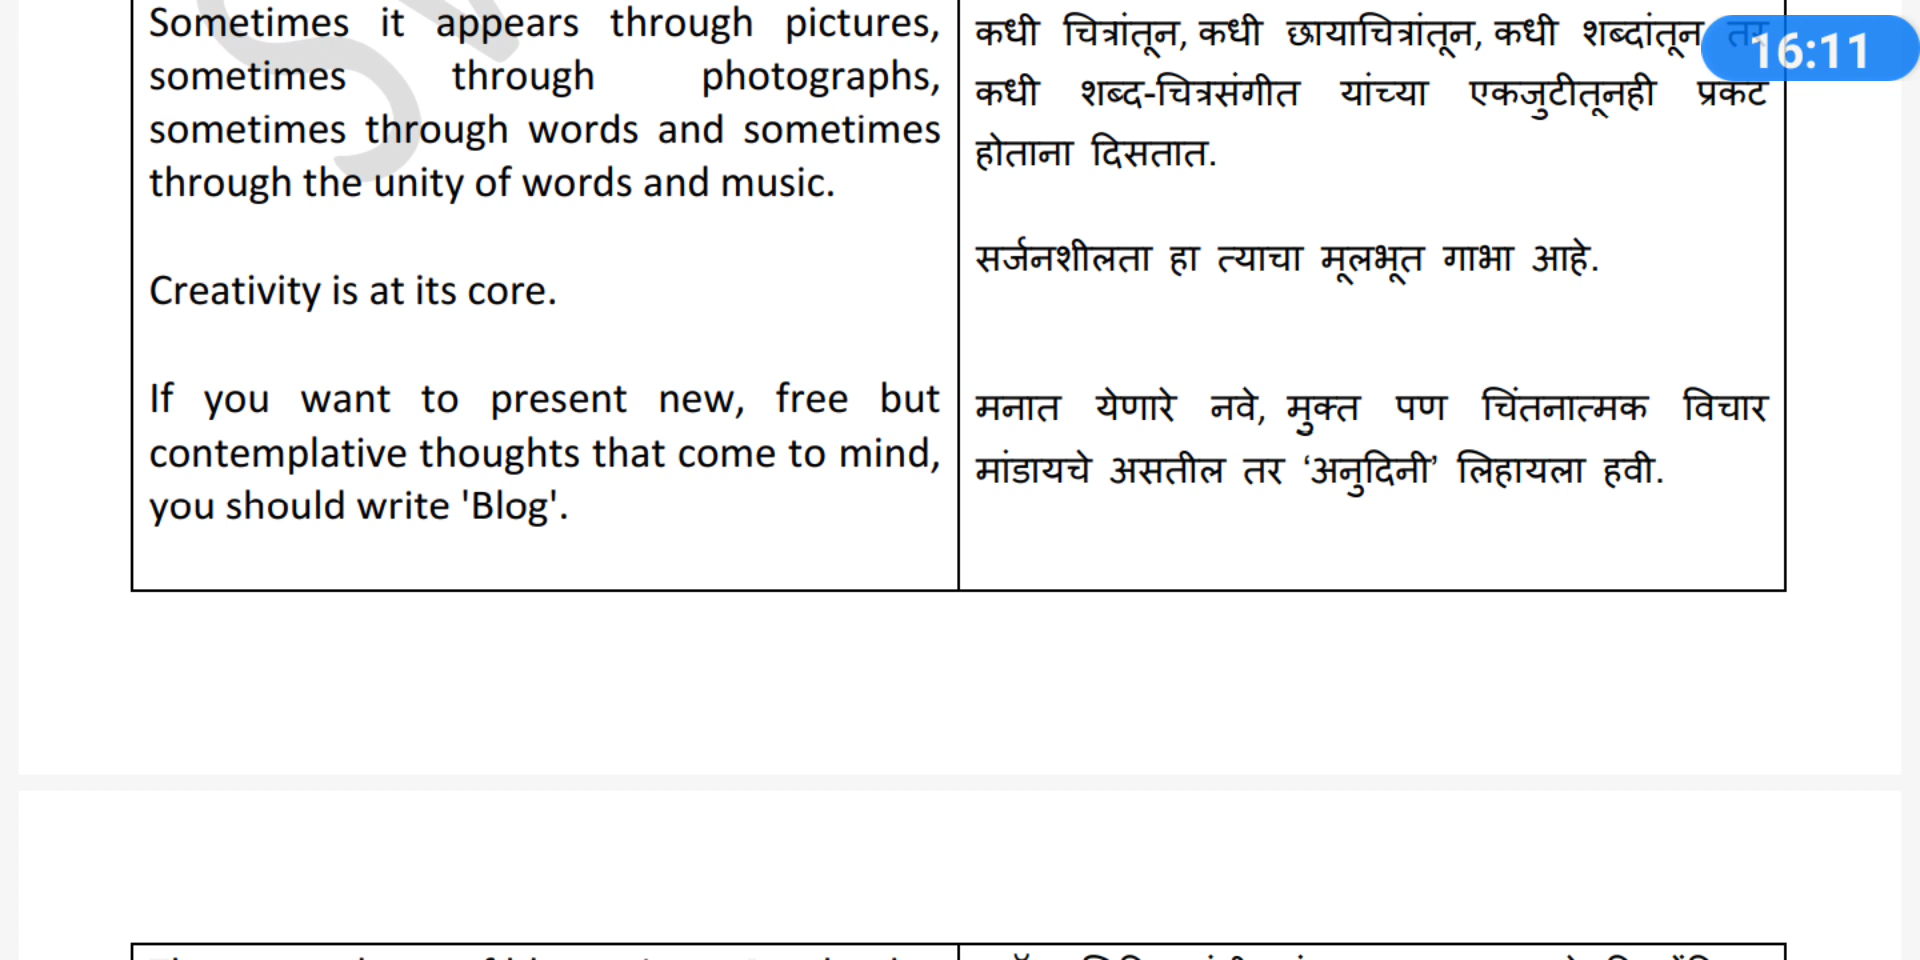 Sometimes it appears through pictures,
sometimes through photographs,
sometimes through words and sometimes
through the unity of words and music.
Creativity is at its core.
If you want to present new, free but
contemplative thoughts that come to mind,
you should write 'Blog'.
कधी चित्रांतून, कधी छायाचित्रांतून, कधी शब्दांतून तर
कधी शब्द-चित्रसंगीत यांच्या एकजुटीतूनही प्रकट
होताना दिसतात.
सर्जनशीलता हा त्याचा मूलभूत गाभा आहे.
मनात येणारे नवे, मुक्त पण चिंतनात्मक विचार
मांडायचे असतील तर ‘अनुदिनी’ लिहायला हवी.
16:11